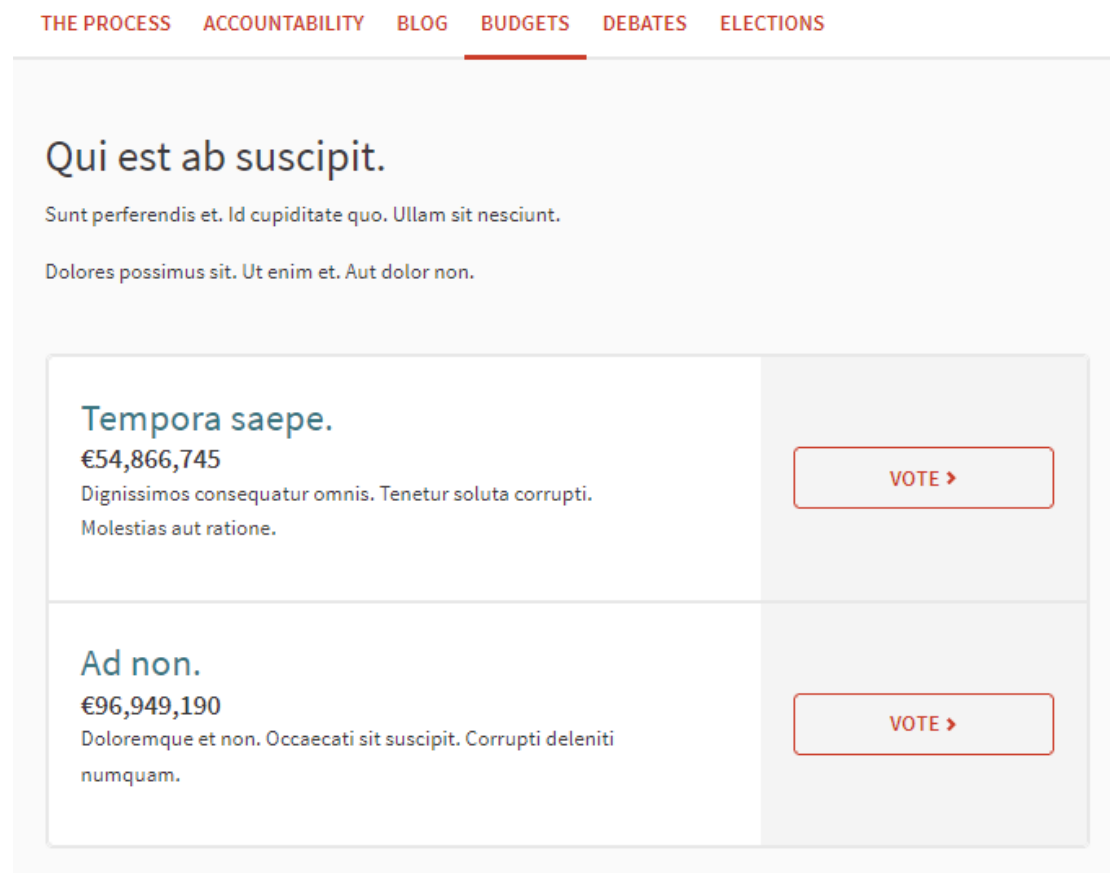 THE PROCESS ACCOUNTABILITY BLOG BUDGETS DEBATES ELECTIONS
Qui est ab suscipit.
Sunt perferendis et. Id cupiditate quo. Ullam sit nesciunt.
Dolores possimus sit. Ut enim et. Aut dolor non.
Tempora saepe.
€54,866,745
Dignissimos consequatur omnis. Tenetur soluta corrupti.
Molestias aut ratione.
VOTE >
Ad non.
€96,949,190
Doloremque et non. Occaecati sit suscipit. Corrupti deleniti
numquam.
VOTE >